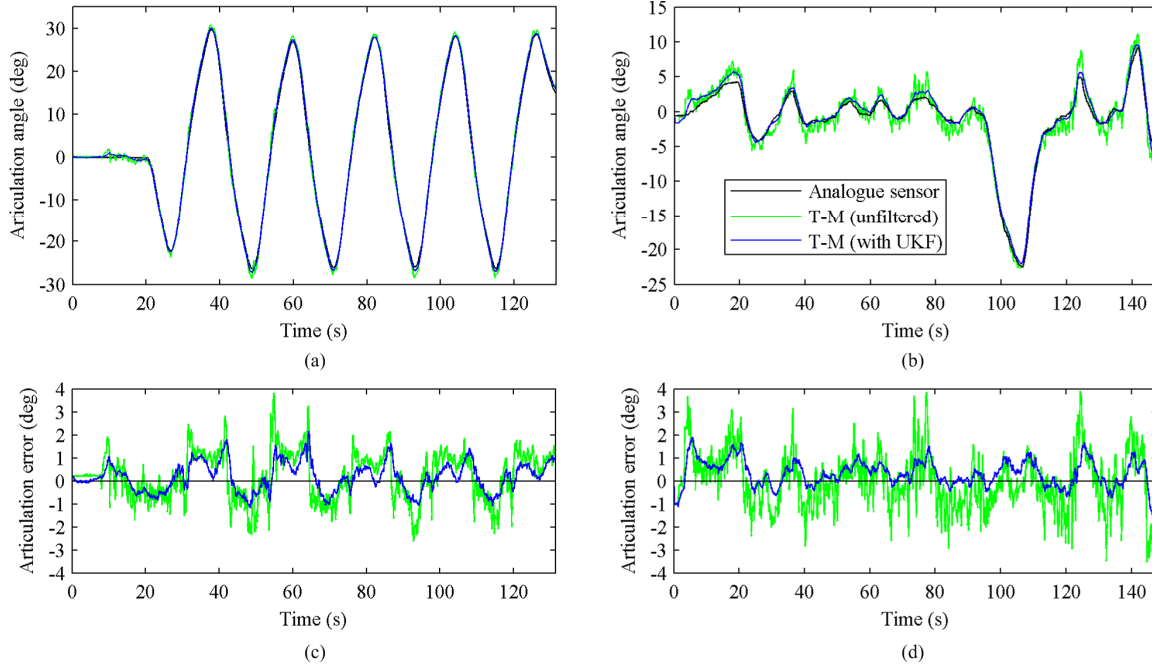 Ariculation angle (deg)
30
20
10
0
-10
-20
-30
0 20 40 60 80 100 120
Time (s)
(a)
Ariculation angle (deg)
15
10
5
0
-5
-10
-15
-20
-25
Analogue sensor
T-M (unfiltered)
T-M (with UKF)
0 20 40 60 80 100 120 140
Time (s)
(b)
Articulation error (deg)
4
3
2
1
0
-1
-2
-3
-4
0 20 40 60 80 100 120
Time (s)
(c)
Articulation error (deg)
4
3
2
1
0
-1
-2
-3
-4
0 20 40 60 80 100 120 140
Time (s)
(d)